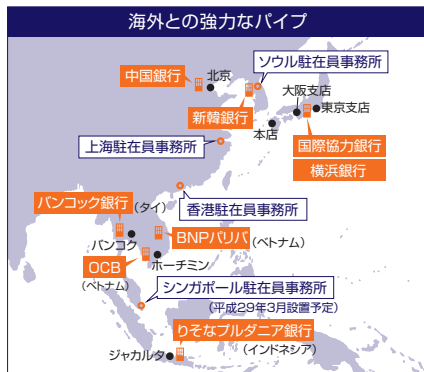 海外との強力なパイプ
ソウル駐在員事務所
中国銀行
北京
大阪支店
東京支店
新韓銀行
本店
国際協力銀行
横浜銀行
上海駐在員事務所
バンコック銀行
(タイ)
香港駐在員事務所
バンコク
BNPパリバ
(ベトナム)
OCB
(ベトナム)
ホーチミン
シンガポール駐在員事務所
(平成29年3月設置予定)
りそなプルダニア銀行
(インドネシア)
ジャカルタ